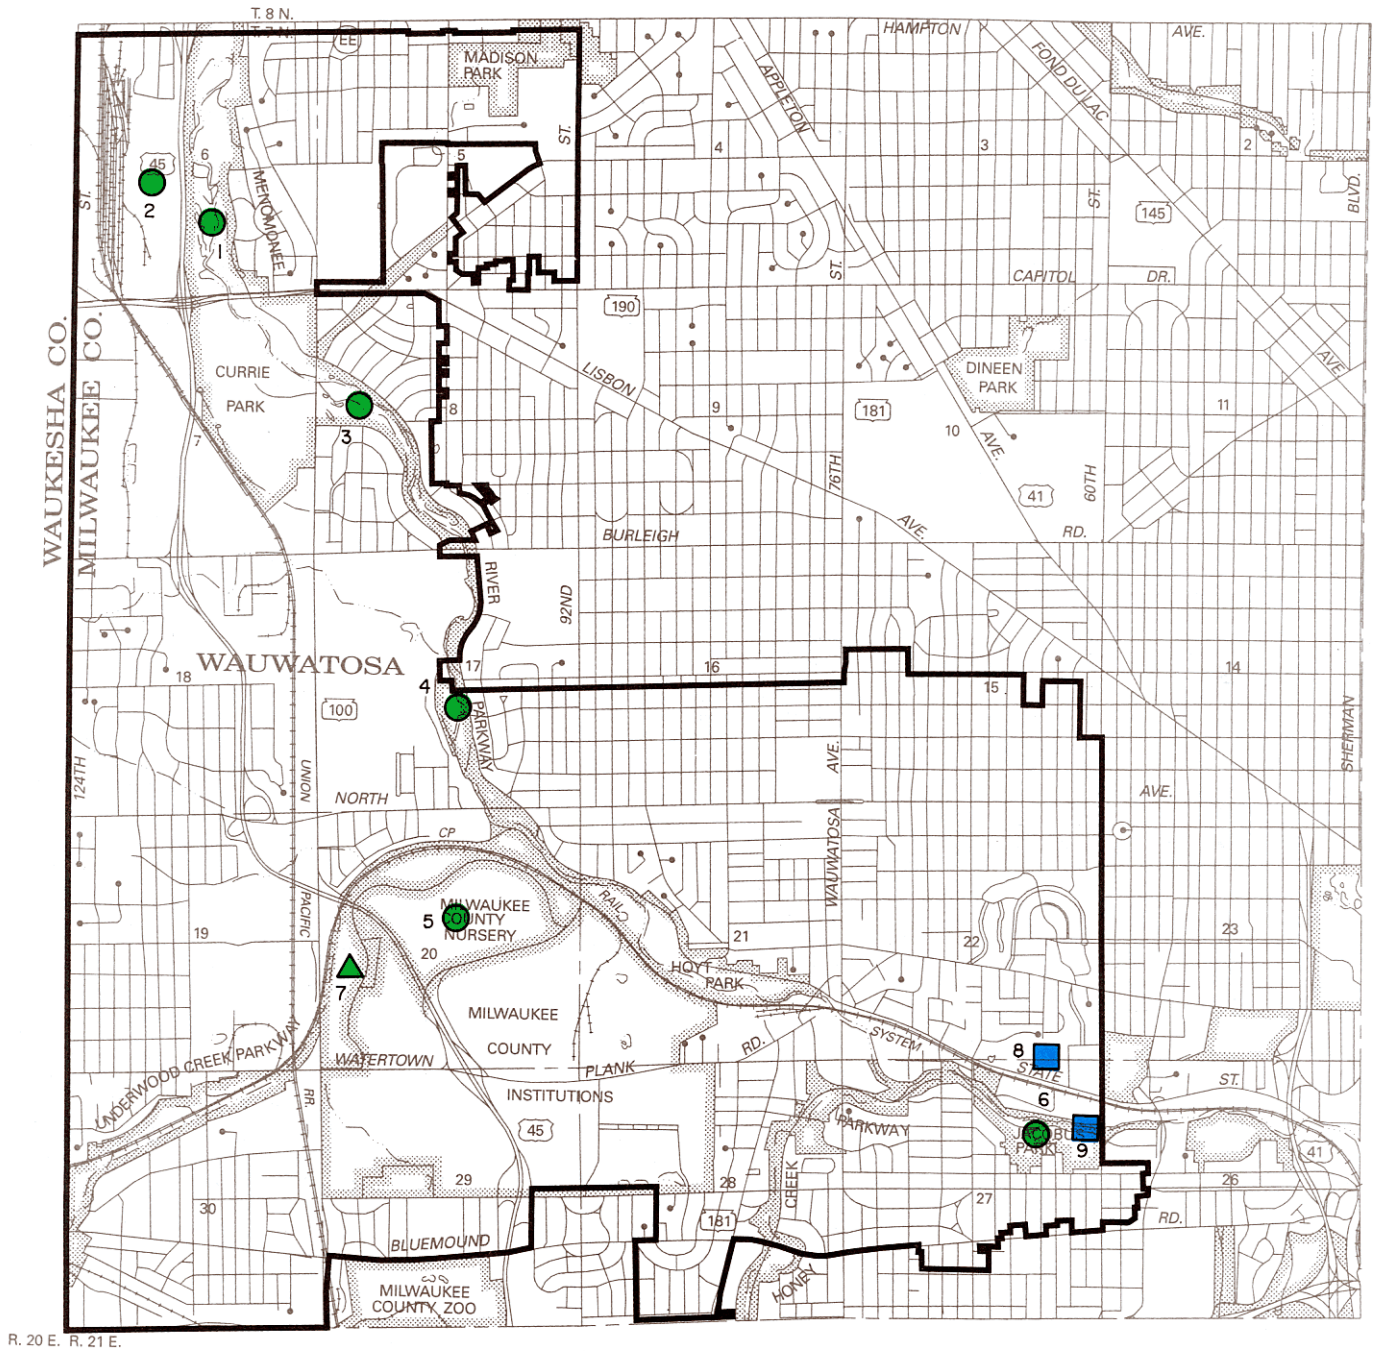 T. 8 N.
T. 7 N.
EE
HAMPTON
AVE.
MADISON
PARK
FOND DU LAC
APPLETON
ST.
5
4
3
2
6
45
2
1
MENOMONEE
ST.
ST.
145
BLVD.
ST.
CAPITOL
DR.
190
WAUKESHA CO.
MILWAUKEE CO.
CURRIE
PARK
LISBON
DINEEN
PARK
AVE.
181
7
3
8
9
10
11
AVE.
76TH
60TH
41
BURLEIGH
AVE.
RD.
RIVER
92ND
WAUWATOSA
18
17
16
15
14
4
100
PARKWAY
SHERMAN
124TH
UNION
AVE.
NORTH
AVE.
CP
WAUWATOSA
PACIFIC
RAIL
5
MILWAUKEE
COUNTY
NURSERY
19
20
21
22
23
7
HOYT
PARK
MILWAUKEE
COUNTY
INSTITUTIONS
UNDERWOOD CREEK PARKWAY
WATERTOWN
PLANK
RD.
SYSTEM
8
STATE
ST.
RR
45
6
PARKWAY
JACOBUS
PARK
9
41
CREEK
29
28
27
26
30
181
RD.
BLUEMOUND
HONEY
MILWAUKEE
COUNTY ZOO
R. 20 E. R. 21 E.